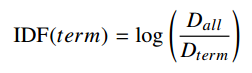 IDF(term) = log (D_all / D_term)